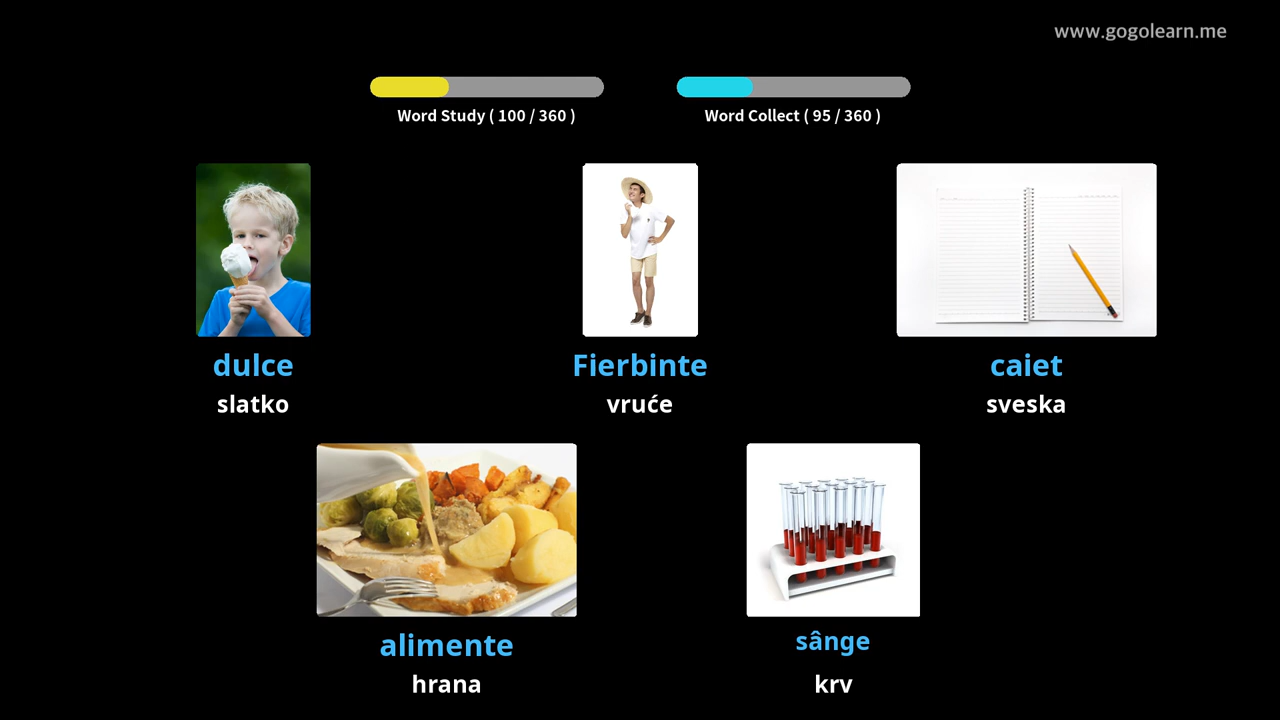 www.gogolearn.me
Word Study ( 100 / 360 )
Word Collect ( 95 / 360 )
dulce
slatko
Fierbinte
vruće
caiet
sveska
alimente
hrana
sânge
krv